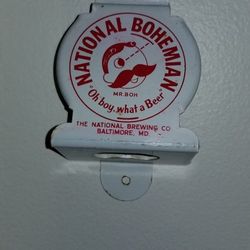 NATIONAL BOHEMIAN
MR. BOH
"Oh boy, what a Beer"
THE NATIONAL BREWING CO
BALTIMORE, MD.